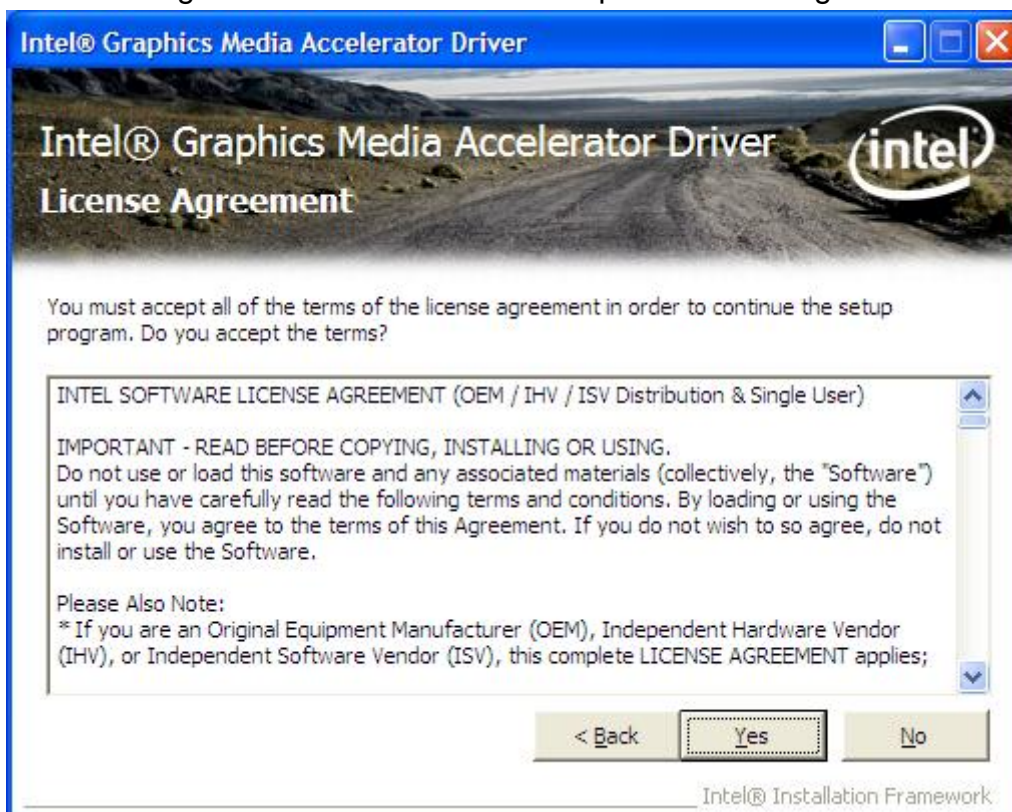 Intel® Graphics Media Accelerator Driver
Intel® Graphics Media Accelerator Driver
intel
License Agreement
You must accept all of the terms of the license agreement in order to continue the setup
program. Do you accept the terms?
INTEL SOFTWARE LICENSE AGREEMENT (OEM / IHV / ISV Distribution & Single User)
IMPORTANT - READ BEFORE COPYING, INSTALLING OR USING.
Do not use or load this software and any associated materials (collectively, the "Software")
until you have carefully read the following terms and conditions. By loading or using the
Software, you agree to the terms of this Agreement. If you do not wish to so agree, do not
install or use the Software.
Please Also Note:
* If you are an Original Equipment Manufacturer (OEM), Independent Hardware Vendor
(IHV), or Independent Software Vendor (ISV), this complete LICENSE AGREEMENT applies;
< Back Yes No
Intel® Installation Framework